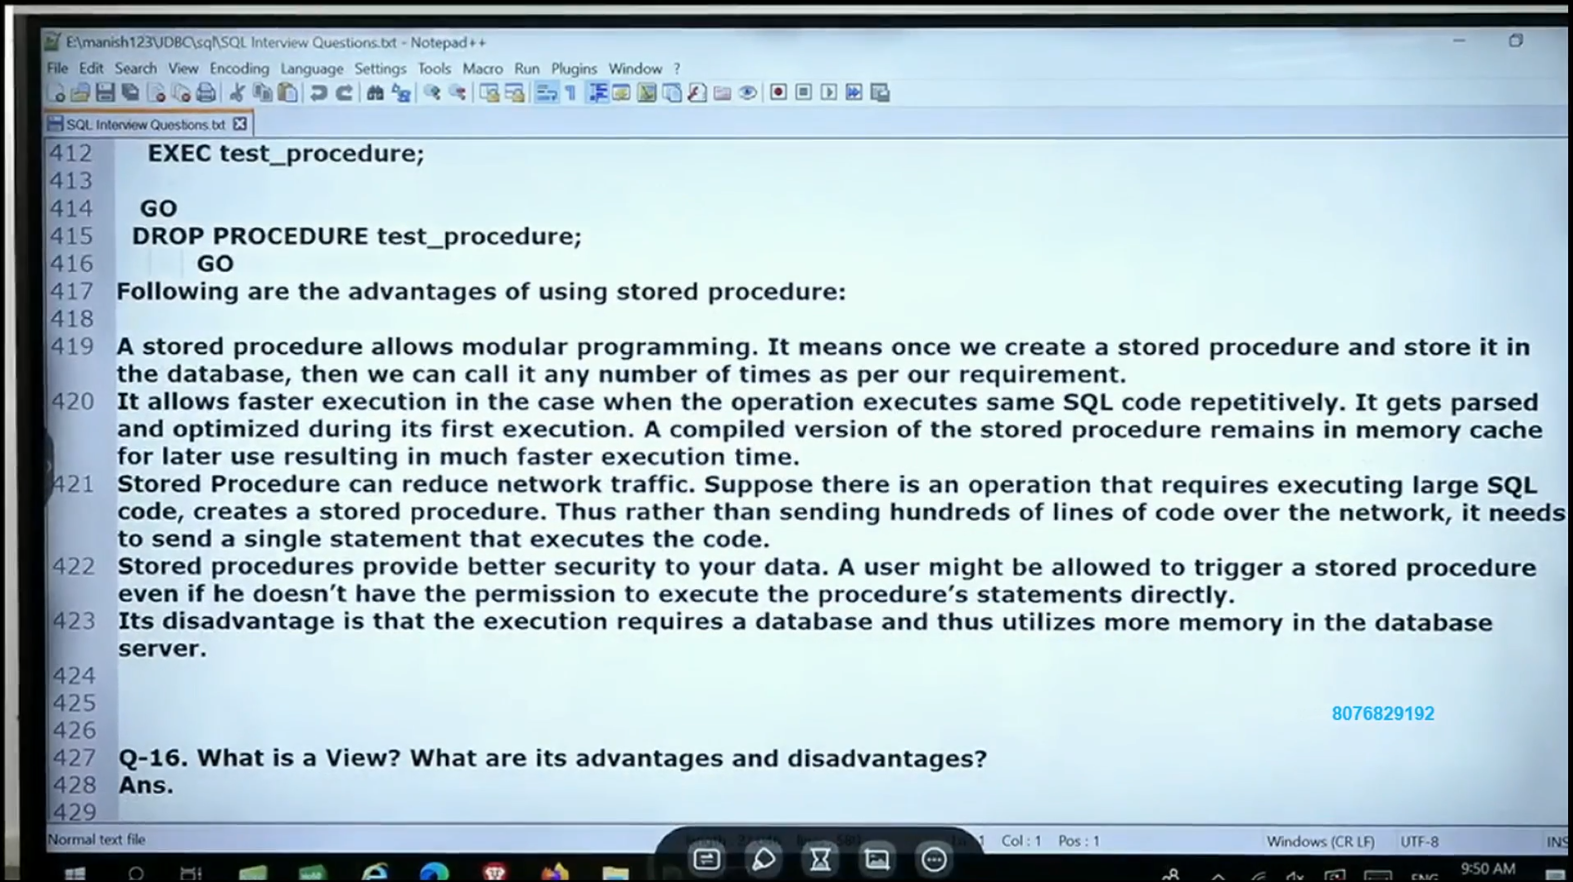 E:\manish123\JDBC\sql\SQL Interview Questions.txt - Notepad++
File Edit Search View Encoding Language Settings Tools Macro Run Plugins Window ?
SQL Interview Questions.txt
412 EXEC test_procedure;
413
414 GO
415 DROP PROCEDURE test_procedure;
416 GO
417 Following are the advantages of using stored procedure:
418
419 A stored procedure allows modular programming. It means once we create a stored procedure and store it in
the database, then we can call it any number of times as per our requirement.
420 It allows faster execution in the case when the operation executes same SQL code repetitively. It gets parsed
and optimized during its first execution. A compiled version of the stored procedure remains in memory cache
for later use resulting in much faster execution time.
421 Stored Procedure can reduce network traffic. Suppose there is an operation that requires executing large SQL
code, creates a stored procedure. Thus rather than sending hundreds of lines of code over the network, it needs
to send a single statement that executes the code.
422 Stored procedures provide better security to your data. A user might be allowed to trigger a stored procedure
even if he doesn’t have the permission to execute the procedure’s statements directly.
423 Its disadvantage is that the execution requires a database and thus utilizes more memory in the database
server.
424
425
8076829192
426
427 Q-16. What is a View? What are its advantages and disadvantages?
428 Ans.
429
Normal text file Col : 1 Pos : 1 Windows (CR LF) UTF-8 INS
ENG 9:50 AM